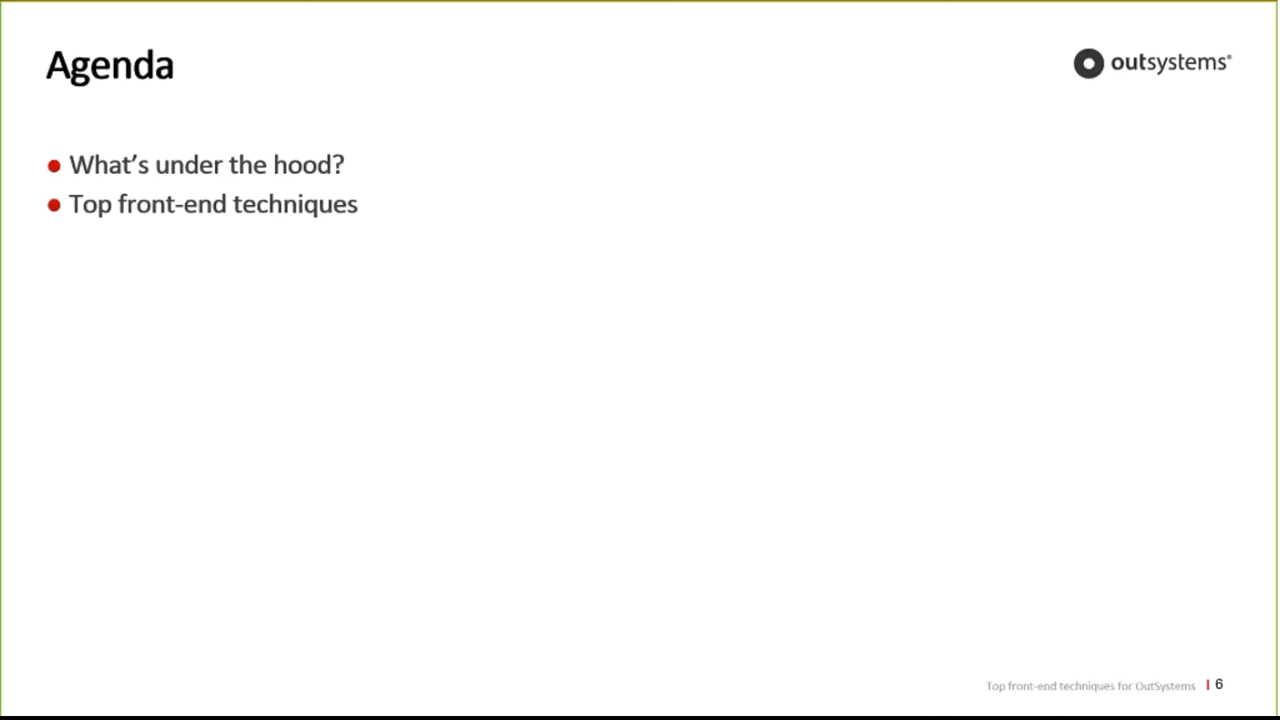 Agenda
outsystems®
● What's under the hood?
● Top front-end techniques
Top front-end techniques for OutSystems | 6